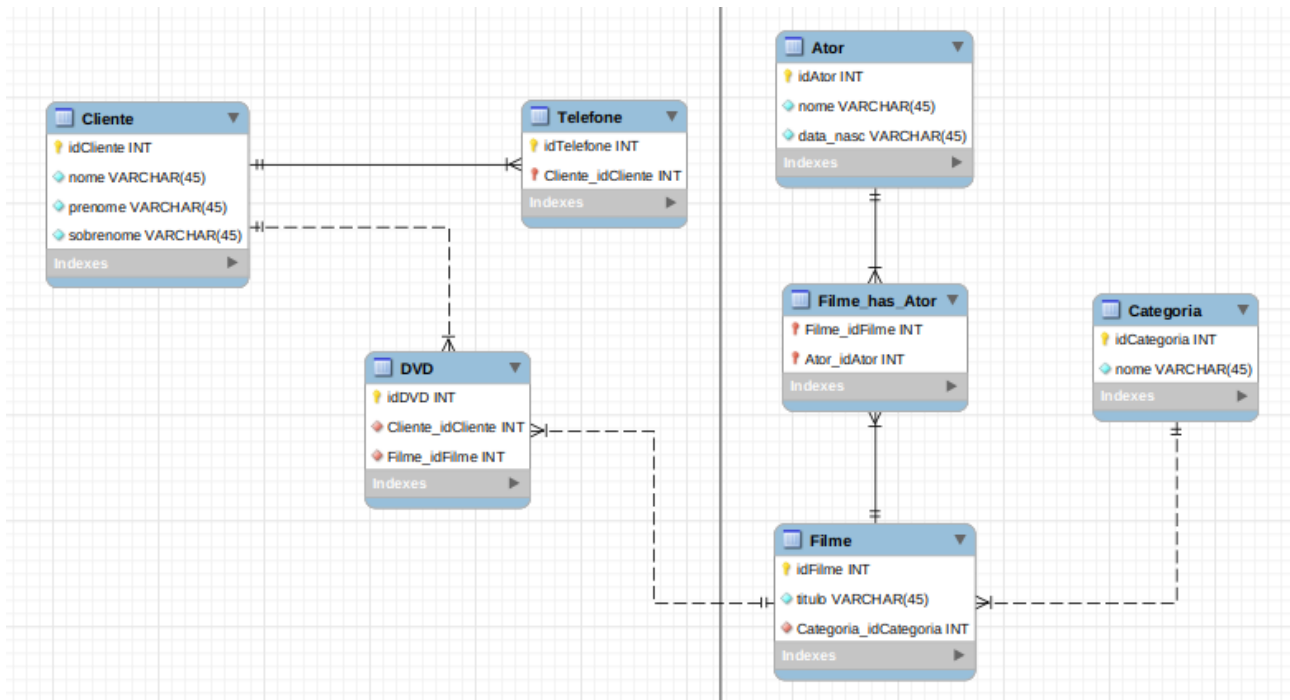 Cliente
idCliente INT
nome VARCHAR(45)
prenome VARCHAR(45)
sobrenome VARCHAR(45)
Indexes
Telefone
idTelefone INT
Cliente_idCliente INT
Indexes
DVD
idDVD INT
Cliente_idCliente INT
Filme_idFilme INT
Indexes
Ator
idAtor INT
nome VARCHAR(45)
data_nasc VARCHAR(45)
Indexes
Filme_has_Ator
Filme_idFilme INT
Ator_idAtor INT
Indexes
Categoria
idCategoria INT
nome VARCHAR(45)
Indexes
Filme
idFilme INT
titulo VARCHAR(45)
Categoria_idCategoria INT
Indexes